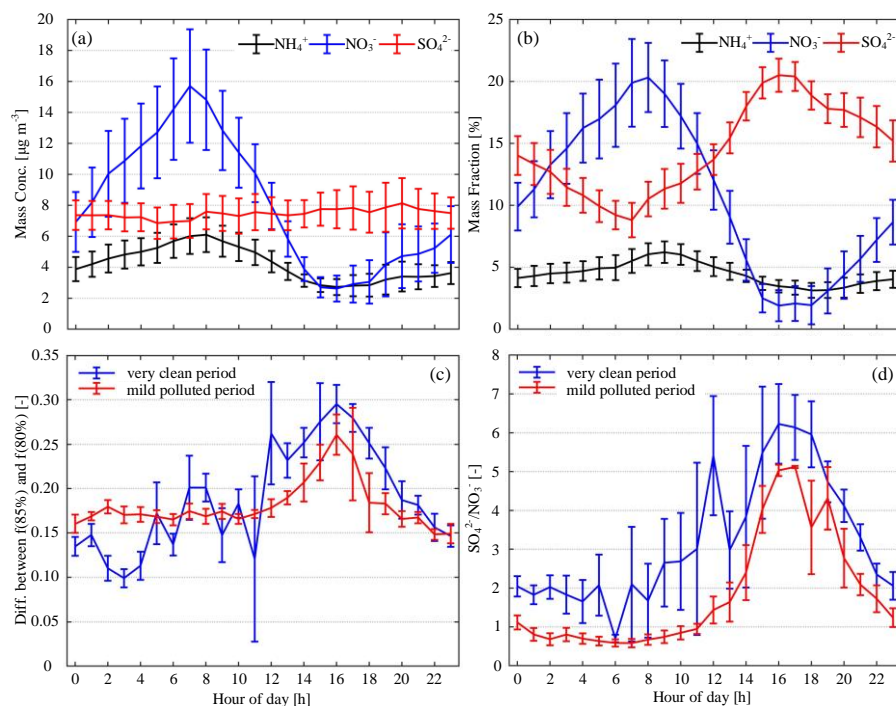 (a) NH₄⁺ NO₃⁻ SO₄²⁻
Mass Conc. [µg m⁻³]
20
18
16
14
12
10
8
6
4
2
0
(b) NH₄⁺ NO₃⁻ SO₄²⁻
Mass Fraction [%]
25
20
15
10
5
0
very clean period (c)
mild polluted period
Diff. between f(85%) and f(80%) [-]
0.35
0.30
0.25
0.20
0.15
0.10
0.05
0
0 2 4 6 8 10 12 14 16 18 20 22
Hour of day [h]
very clean period (d)
mild polluted period
SO₄²⁻/NO₃⁻ [-]
8
7
6
5
4
3
2
1
0
0 2 4 6 8 10 12 14 16 18 20 22
Hour of day [h]